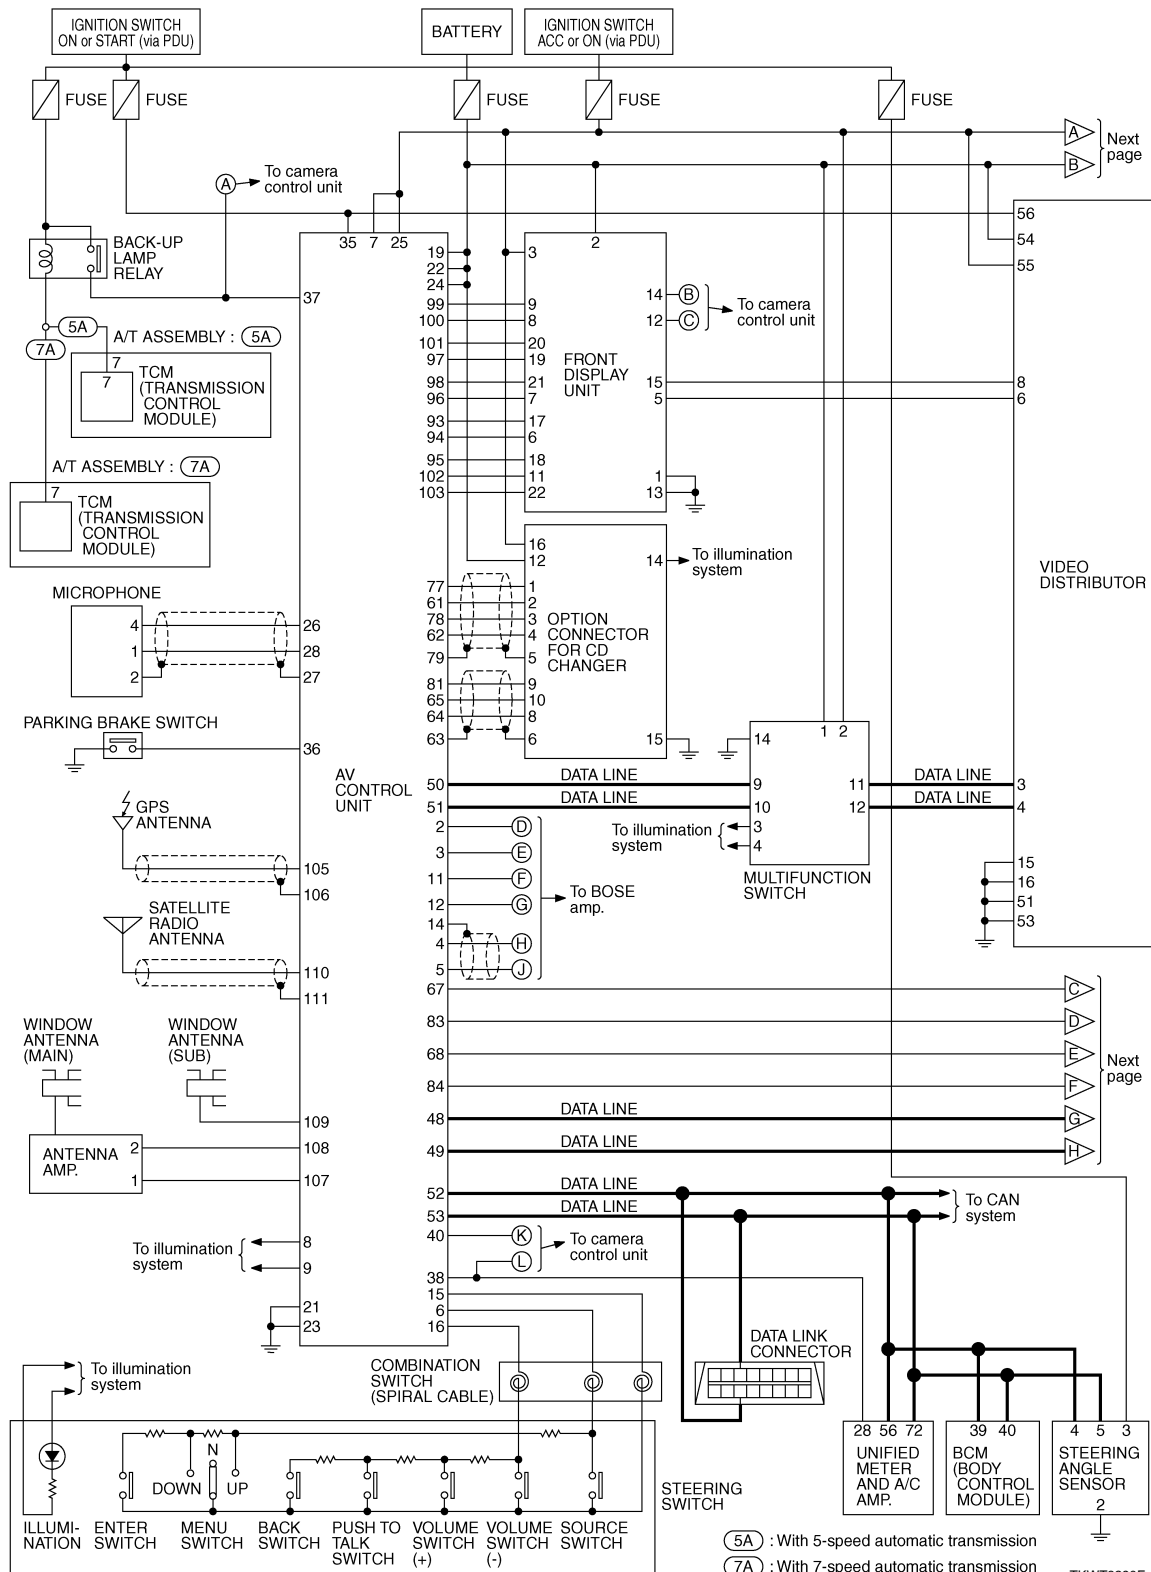 IGNITION SWITCH
ON or START (via PDU)
BATTERY
IGNITION SWITCH
ACC or ON (via PDU)
FUSE
FUSE
FUSE
FUSE
FUSE
A
B
Next
page
A
To camera
control unit
35 7 25
56
54
55
BACK-UP
LAMP
RELAY
37
5A
7A
A/T ASSEMBLY : 5A
7
7
TCM
(TRANSMISSION
CONTROL
MODULE)
A/T ASSEMBLY : 7A
7
TCM
(TRANSMISSION
CONTROL
MODULE)
19
22
24
99
100
101
97
98
96
93
94
95
102
103
2
3
9
8
20
19
21
7
17
6
18
11
22
FRONT
DISPLAY
UNIT
14 B
12 C
To camera
control unit
15
5
8
6
1
13
16
12
14
To illumination
system
VIDEO
DISTRIBUTOR
MICROPHONE
4
1
2
26
28
27
77
61
78
62
79
81
65
64
63
1
2
3
4
5
9
10
8
6
OPTION
CONNECTOR
FOR CD
CHANGER
15
PARKING BRAKE SWITCH
36
AV
CONTROL
UNIT
14
1 2
50 DATA LINE 9
51 DATA LINE 10
11 DATA LINE 3
12 DATA LINE 4
To illumination
system
3
4
MULTIFUNCTION
SWITCH
GPS
ANTENNA
105
106
SATELLITE
RADIO
ANTENNA
110
111
2 D
3 E
11 F
12 G
14
4 H
5 J
To BOSE
amp.
15
16
51
53
67 C
83 D
68 E
84 F
48 DATA LINE G
49 DATA LINE H
Next
page
WINDOW
ANTENNA
(MAIN)
WINDOW
ANTENNA
(SUB)
109
ANTENNA
AMP.
2 108
1 107
52 DATA LINE
53 DATA LINE
To CAN
system
40 K
L
To camera
control unit
To illumination
system
8
9
38
15
6
16
21
23
To illumination
system
COMBINATION
SWITCH
(SPIRAL CABLE)
DATA LINK
CONNECTOR
28 56 72
UNIFIED
METER
AND A/C
AMP.
39 40
BCM
(BODY
CONTROL
MODULE)
4 5 3
STEERING
ANGLE
SENSOR
2
N
DOWN UP
STEERING
SWITCH
ILLUMI-
NATION
ENTER
SWITCH
MENU
SWITCH
BACK
SWITCH
PUSH TO
TALK
SWITCH
VOLUME
SWITCH
(+)
VOLUME
SWITCH
(-)
SOURCE
SWITCH
5A : With 5-speed automatic transmission
7A : With 7-speed automatic transmission